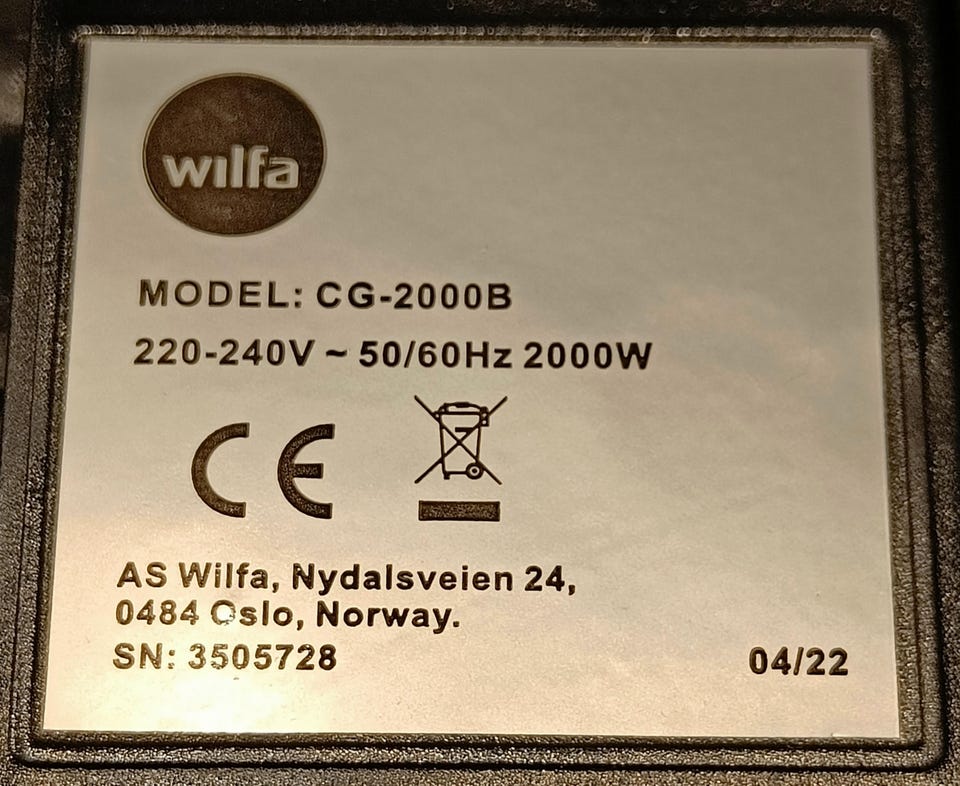 wilfa
MODEL: CG-2000B
220-240V ~ 50/60Hz 2000W
CE
AS Wilfa, Nydalsveien 24,
0484 Oslo, Norway.
SN: 3505728
04/22